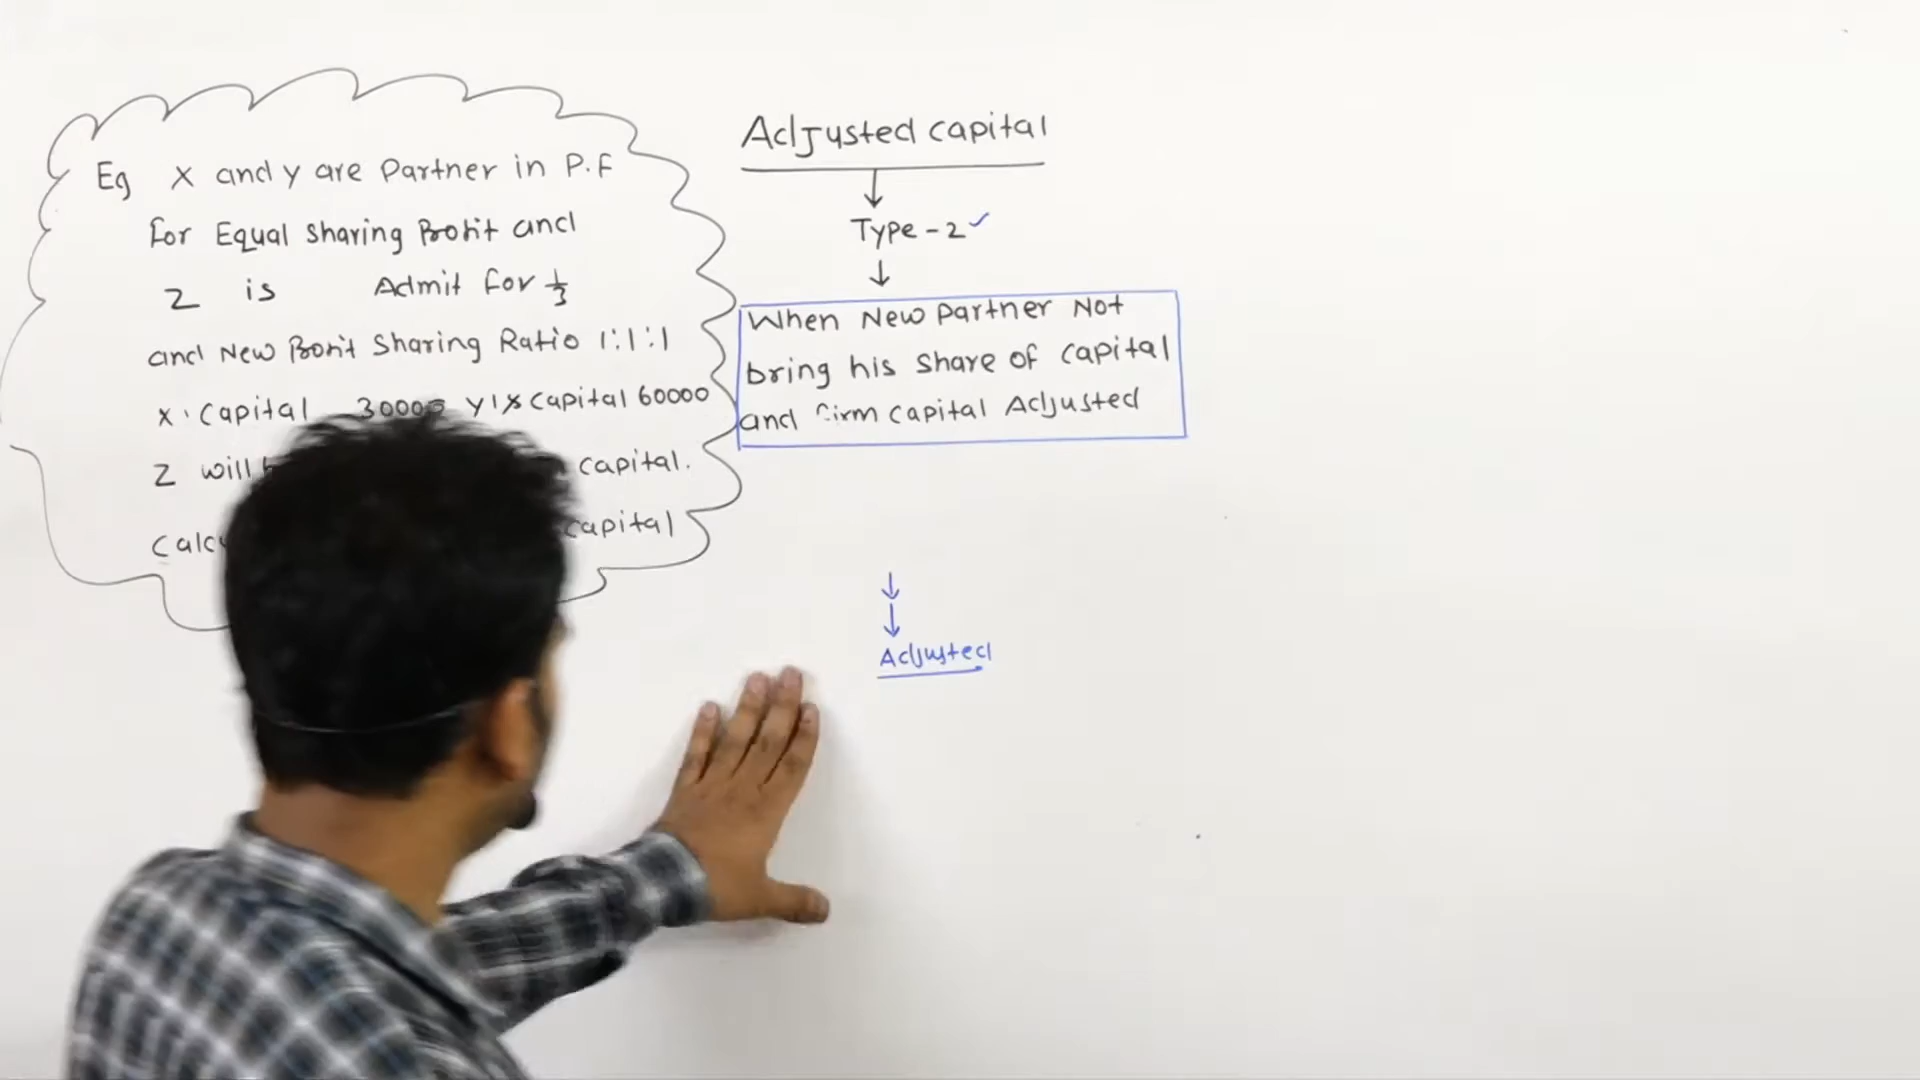 Eg X and y are Partner in P.F
for Equal sharing Profit and
Z is Admit for 1/3
and New Profit Sharing Ratio 1:1:1
X' Capital 30000 y's Capital 60000
Z will capital.
capital
Adjusted capital
↓
Type-2 ✓
↓
When New partner Not
bring his share of capital
and firm capital Adjusted
↓
↓
Adjusted